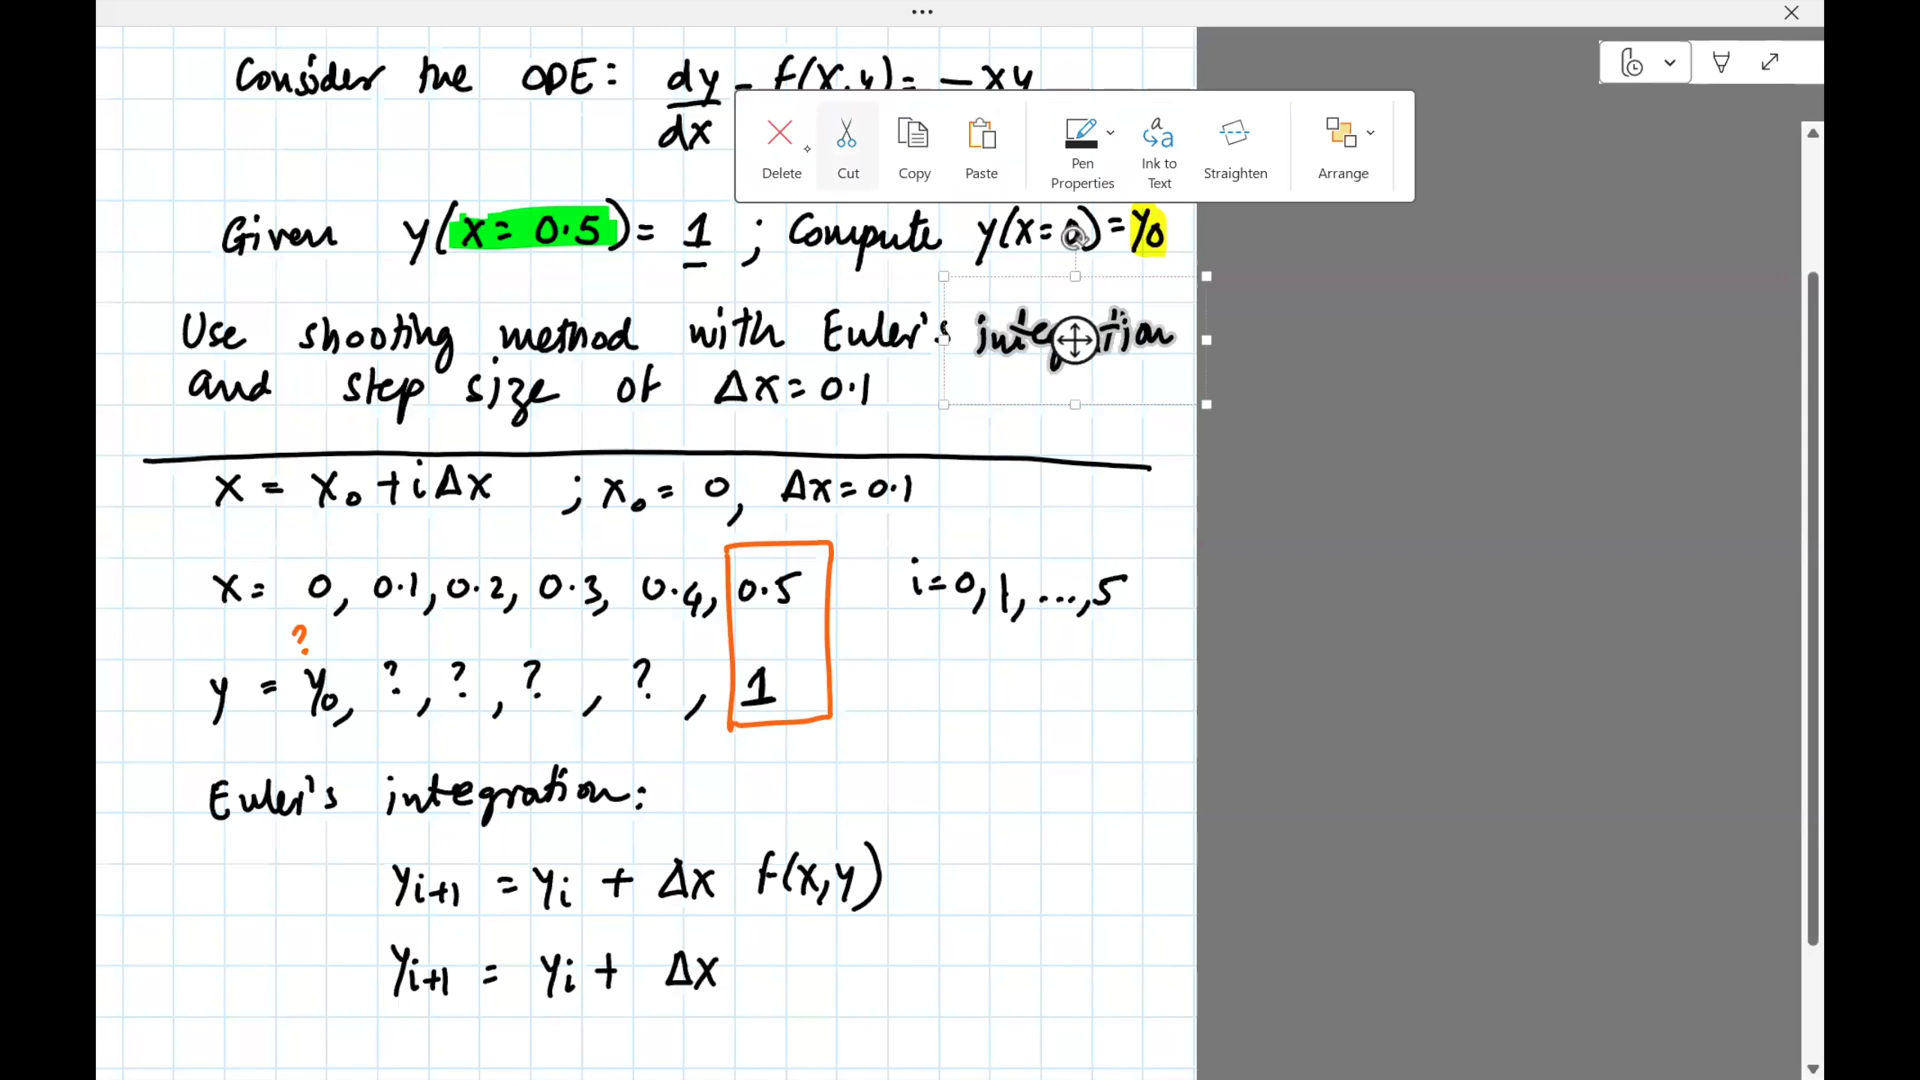 Consider the ODE: dy/dx = f(x,y) = -xy
Delete Cut Copy Paste Pen Properties Ink to Text Straighten Arrange
Given y(x = 0.5) = 1 ; Compute y(x = 0) = y₀
Use shooting method with Euler's integration
and step size of Δx = 0.1
x = x₀ + iΔx ; x₀ = 0, Δx = 0.1
x = 0, 0.1, 0.2, 0.3, 0.4, 0.5 i = 0, 1, ..., 5
?
y = y₀, ?, ?, ?, ?, 1
Euler's integration:
yᵢ₊₁ = yᵢ + Δx f(x,y)
yᵢ₊₁ = yᵢ + Δx